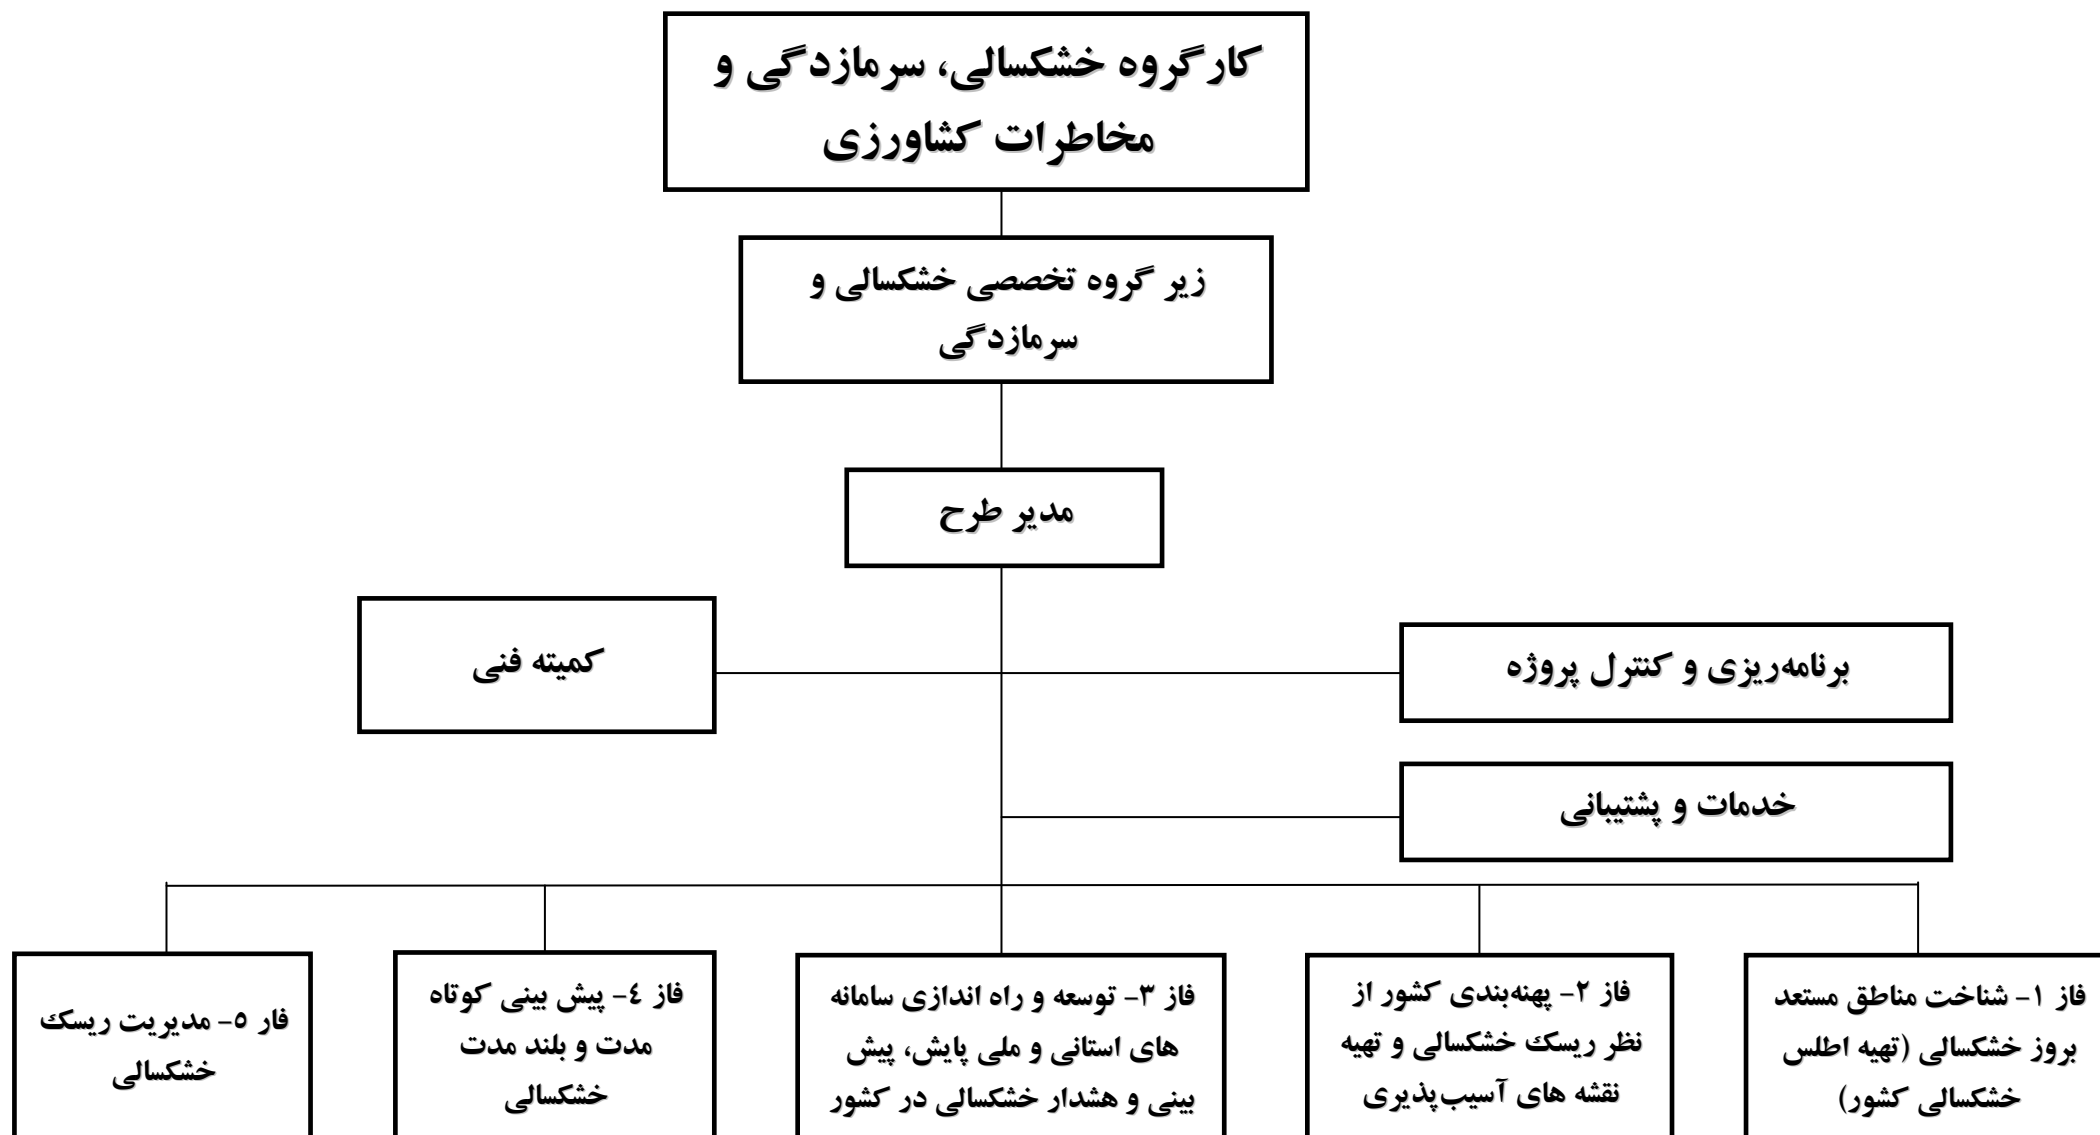 کارگروه خشکسالی، سرمازدگی و
مخاطرات کشاورزی
زیر گروه تخصصی خشکسالی و
سرمازدگی
مدیر طرح
برنامه‌ریزی و کنترل پروژه
کمیته فنی
خدمات و پشتیبانی
فاز ۱- شناخت مناطق مستعد
بروز خشکسالی (تهیه اطلس
خشکسالی کشور)
فاز ۲- پهنه‌بندی کشور از
نظر ریسک خشکسالی و تهیه
نقشه های آسیب‌پذیری
فاز ۳- توسعه و راه اندازی سامانه
های استانی و ملی پایش، پیش
بینی و هشدار خشکسالی در کشور
فاز ٤- پیش بینی کوتاه
مدت و بلند مدت
خشکسالی
فار ٥- مدیریت ریسک
خشکسالی